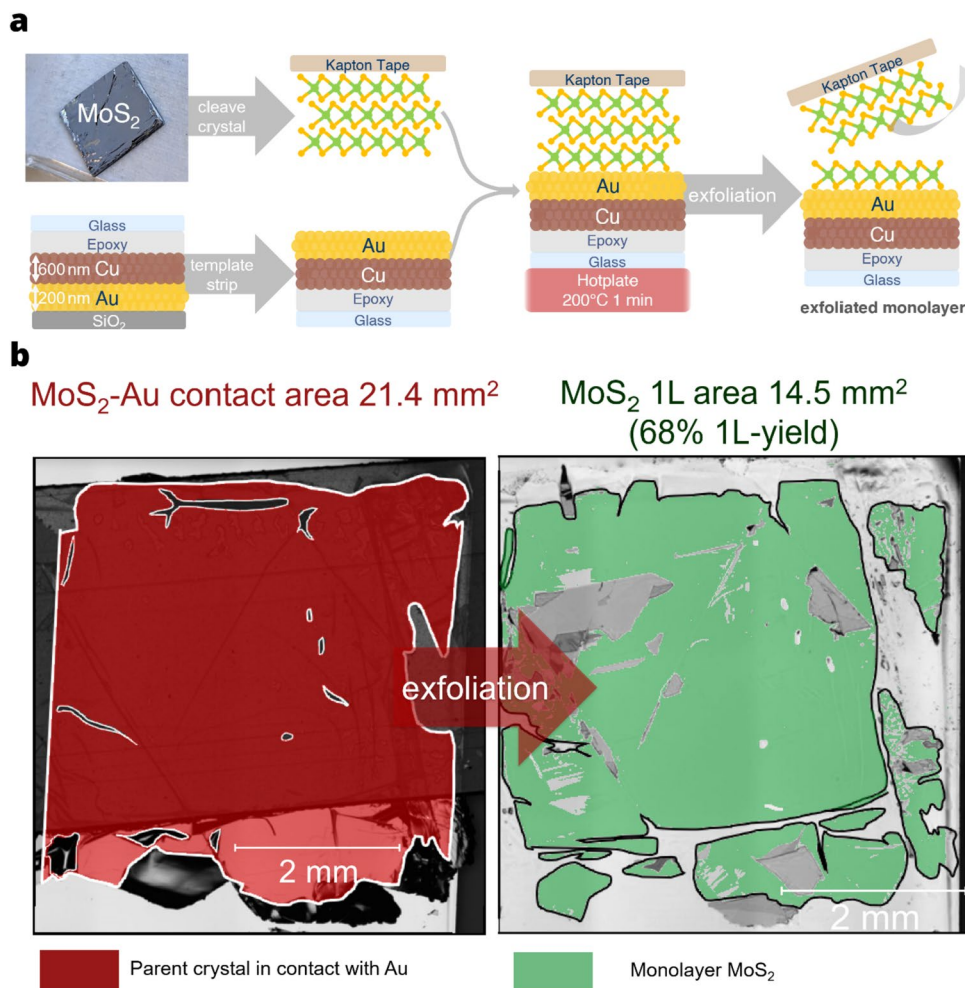 a
MoS₂
cleave
crystal
Kapton Tape
Kapton Tape
Kapton Tape
Glass
Epoxy
600 nm Cu
200 nm Au
SiO₂
template
strip
Au
Cu
Epoxy
Glass
Au
Cu
Epoxy
Glass
Hotplate
200°C 1 min
exfoliation
Au
Cu
Epoxy
Glass
exfoliated monolayer
b
MoS₂-Au contact area 21.4 mm²
MoS₂ 1L area 14.5 mm²
(68% 1L-yield)
exfoliation
2 mm
2 mm
Parent crystal in contact with Au
Monolayer MoS₂